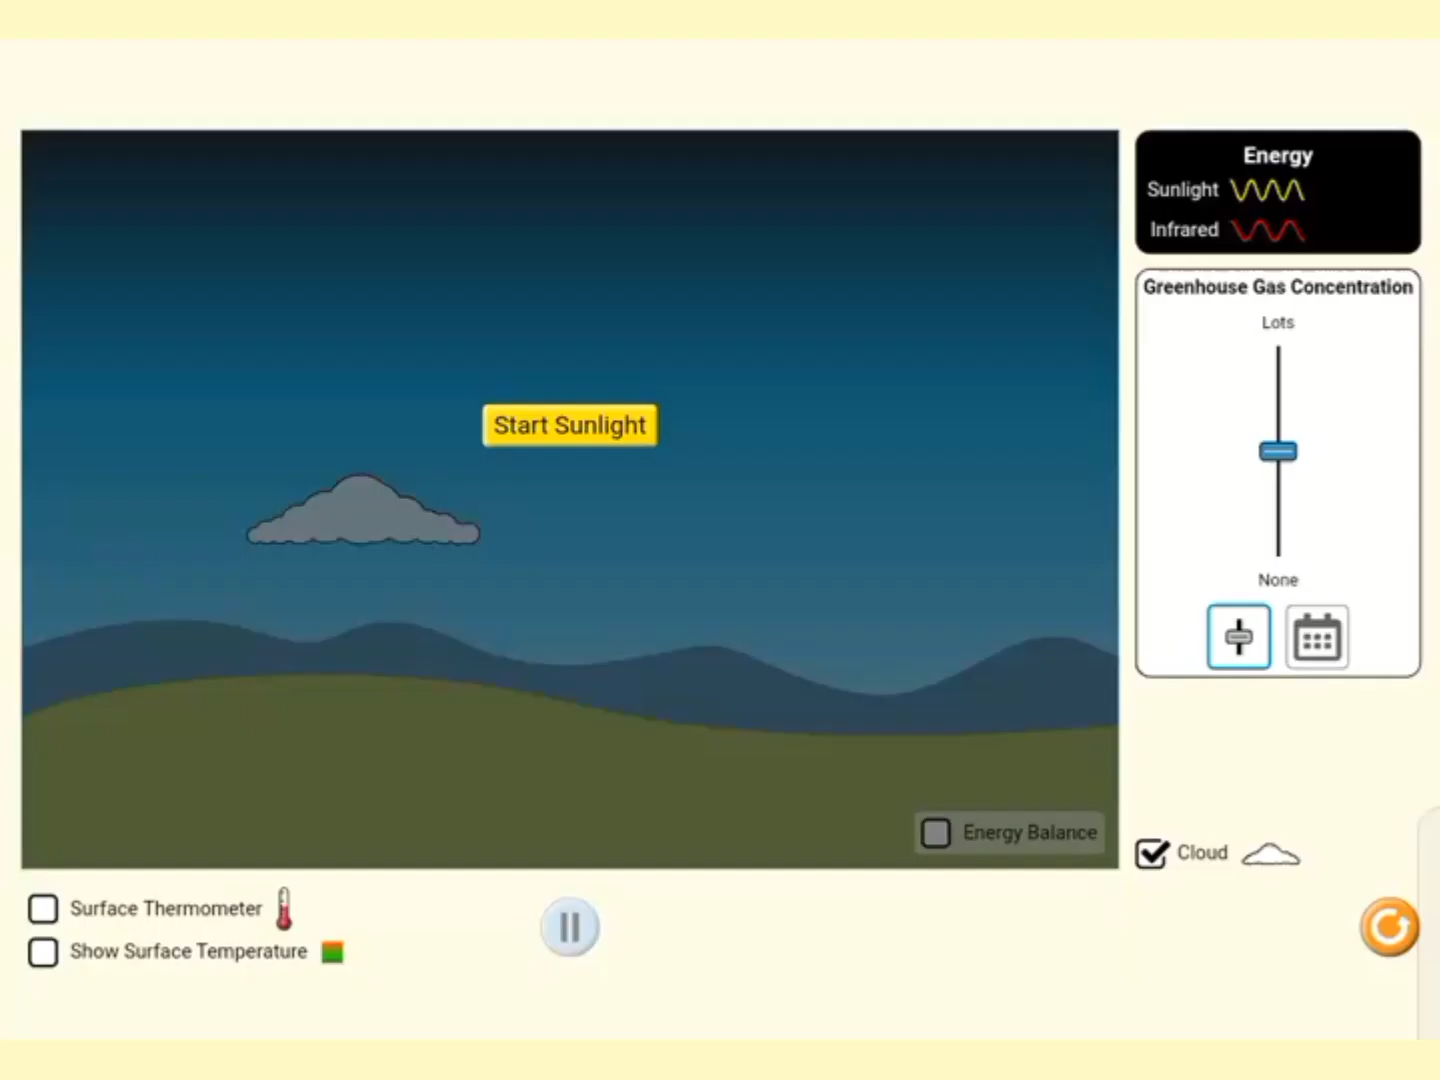 Energy
Sunlight
Infrared
Greenhouse Gas Concentration
Lots
Start Sunlight
None
Energy Balance
Cloud
Surface Thermometer
Show Surface Temperature